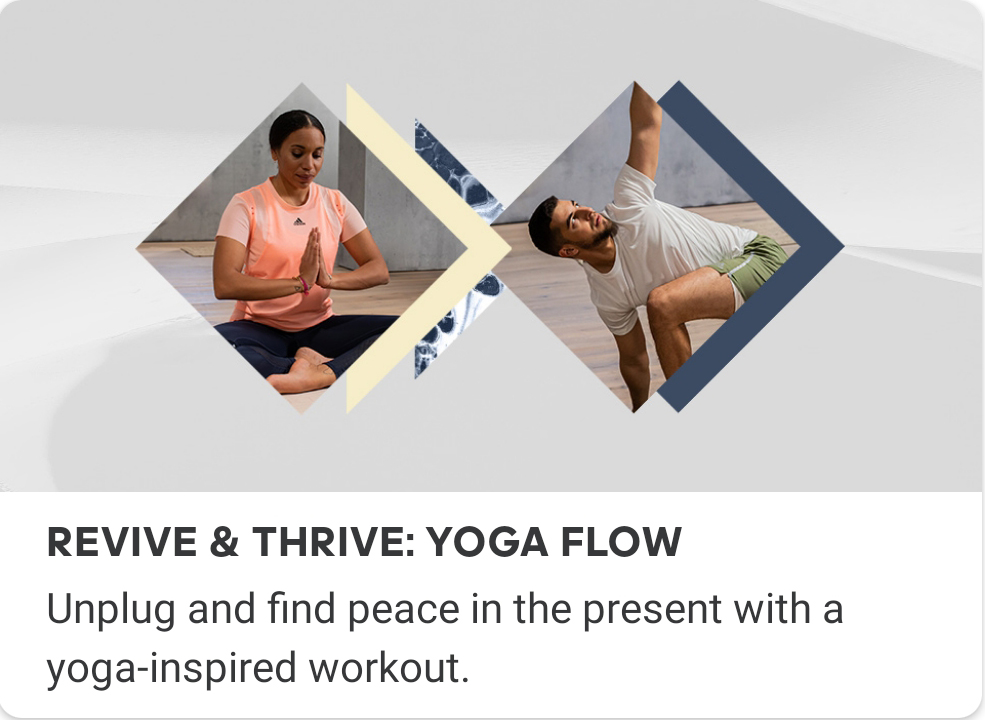 REVIVE & THRIVE: YOGA FLOW
Unplug and find peace in the present with a
yoga-inspired workout.